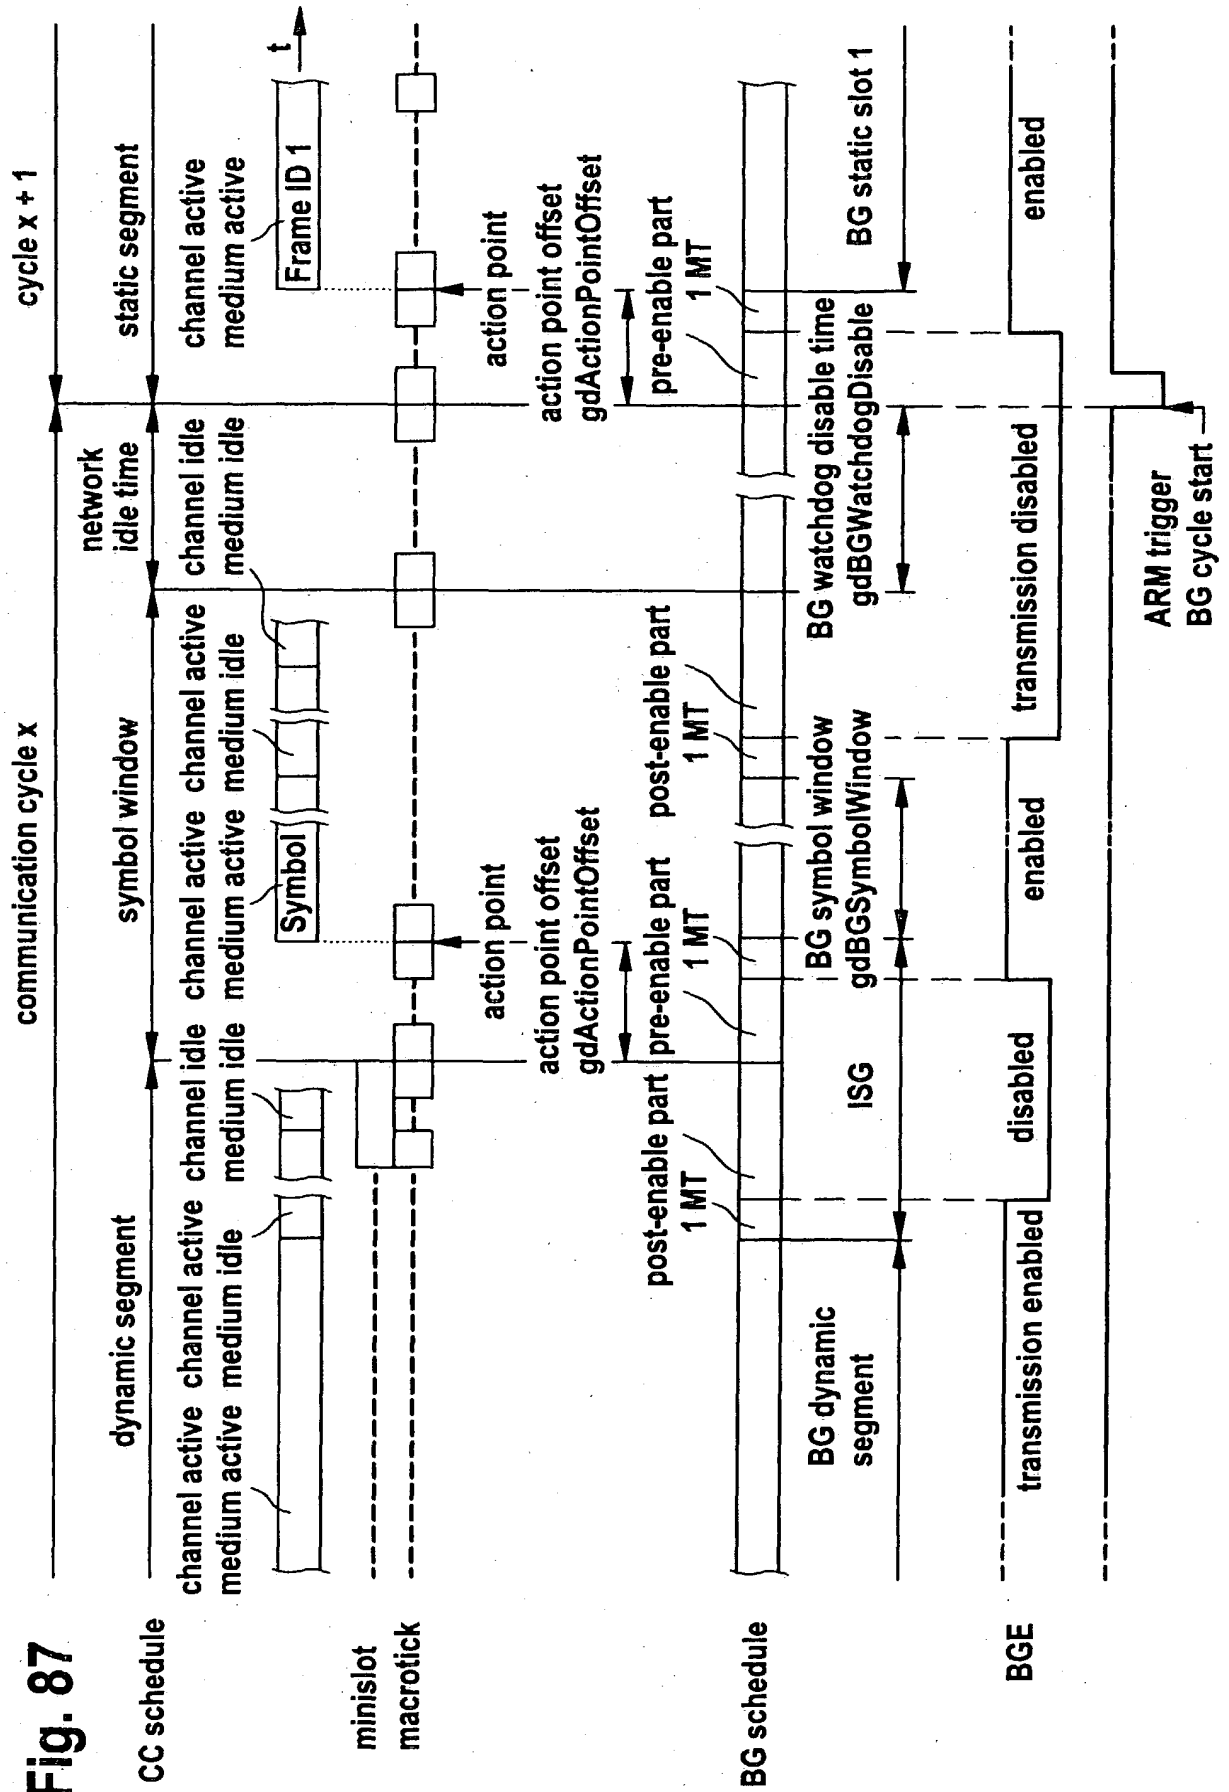 Fig. 87
communication cycle x
cycle x + 1
CC schedule
dynamic segment
symbol window
network
idle time
static segment
channel active
medium active
channel active
medium idle
channel idle
medium idle
channel active
medium active
channel active
medium idle
channel idle
medium idle
channel active
medium active
Symbol
Frame ID 1
t
minislot
macrotick
action point
action point offset
gdActionPointOffset
action point
action point offset
gdActionPointOffset
post-enable part
1 MT
pre-enable part
1 MT
post-enable part
1 MT
pre-enable part
1 MT
BG schedule
BG dynamic
segment
ISG
BG symbol window
gdBGSymbolWindow
BG watchdog disable time
gdBGWatchdogDisable
BG static slot 1
BGE
transmission enabled
disabled
enabled
transmission disabled
enabled
ARM trigger
BG cycle start